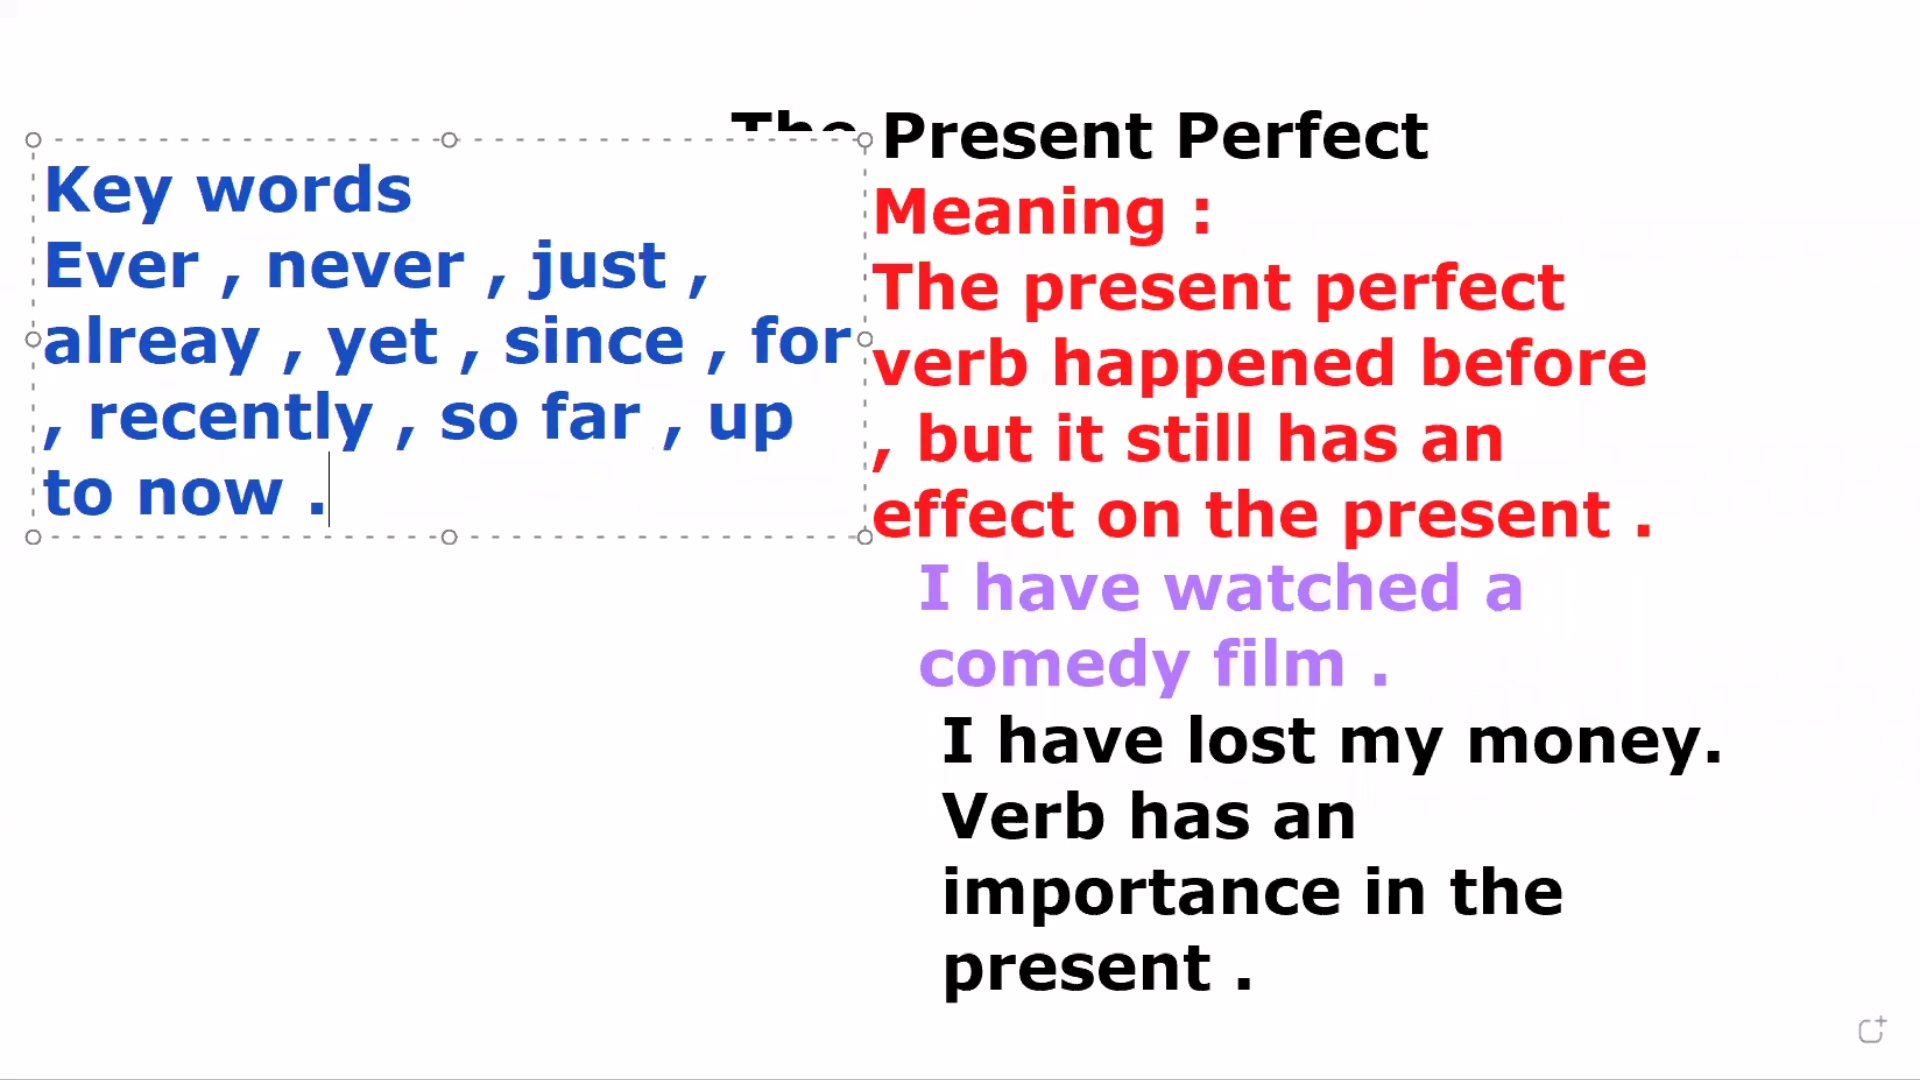 The Present Perfect
Key words
Ever , never , just ,
alreay , yet , since , for
, recently , so far , up
to now .
Meaning :
The present perfect
verb happened before
, but it still has an
effect on the present .
I have watched a
comedy film .
I have lost my money.
Verb has an
importance in the
present .